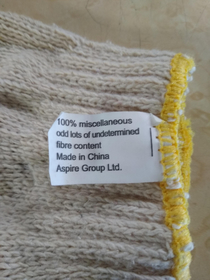 100% miscellaneous
odd lots of undetermined
fibre content
Made in China
Aspire Group Ltd.